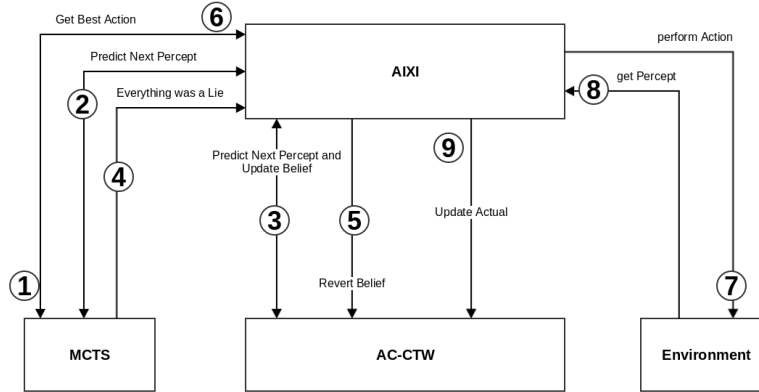 Get Best Action
6
perform Action
Predict Next Percept
AIXI
get Percept
2
8
Everything was a Lie
9
Predict Next Percept and
Update Belief
4
3
5
Update Actual
Revert Belief
1
7
MCTS
AC-CTW
Environment